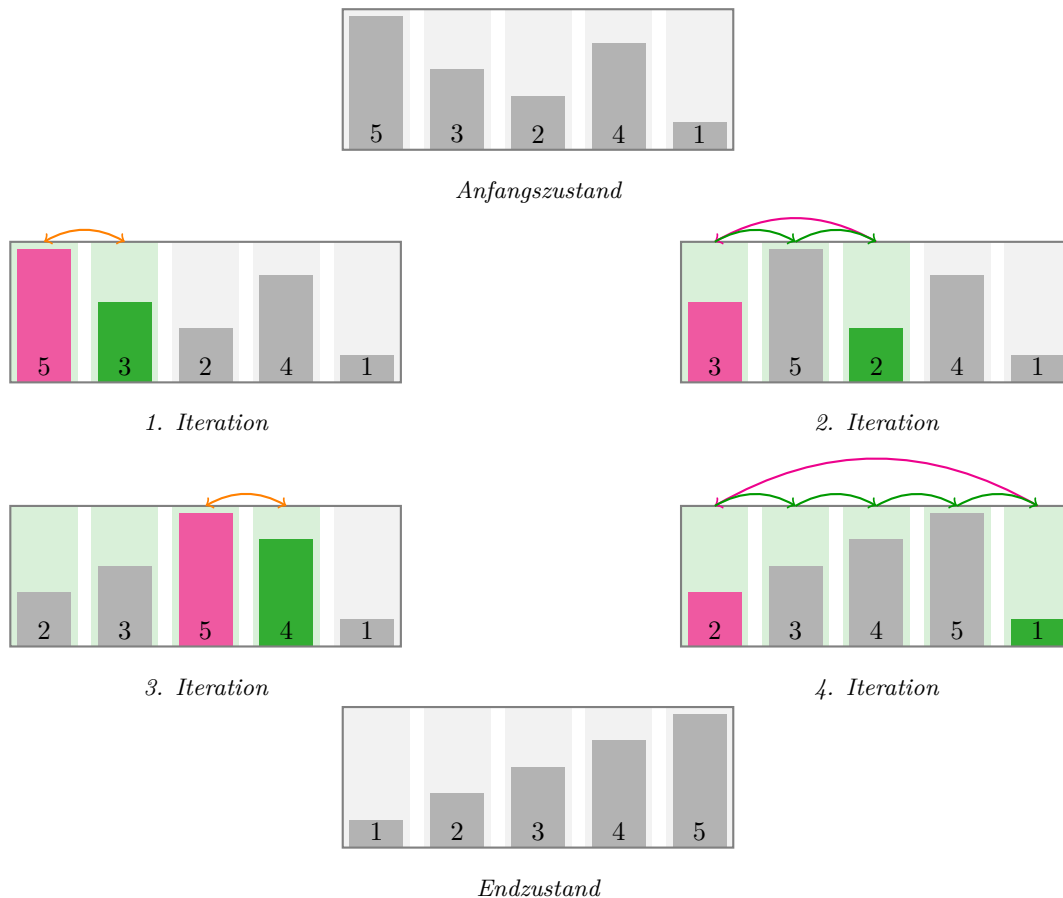 5 3 2 4 1
Anfangszustand
5 3 2 4 1
1. Iteration
3 5 2 4 1
2. Iteration
2 3 5 4 1
3. Iteration
2 3 4 5 1
4. Iteration
1 2 3 4 5
Endzustand